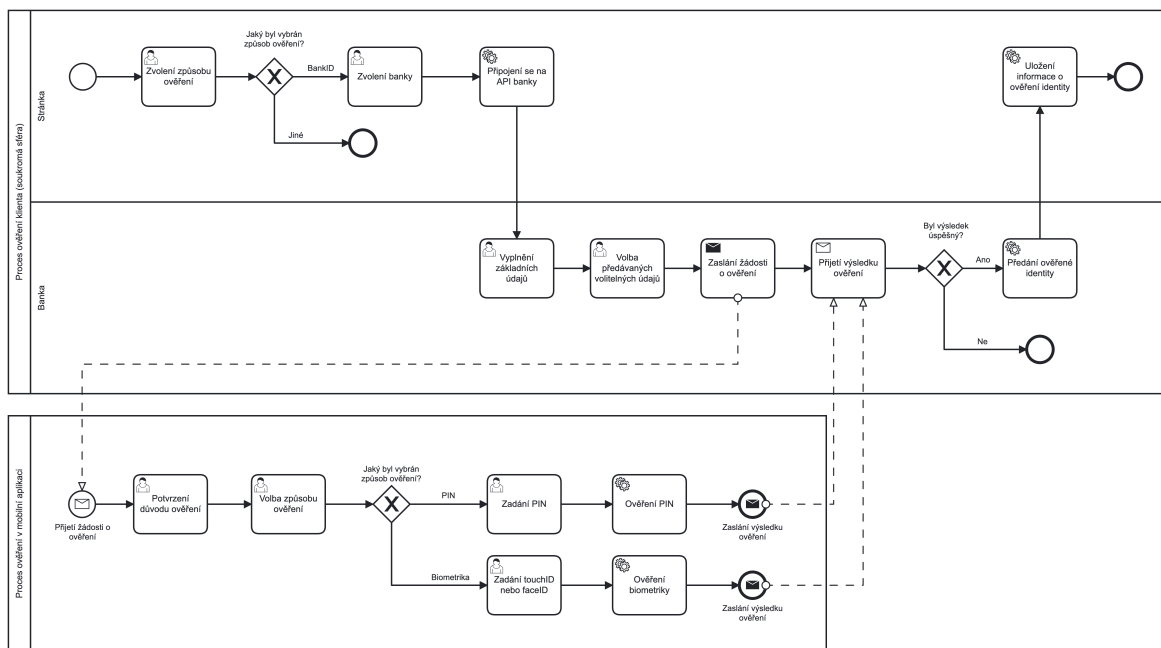 Proces ověření klienta (soukromá sféra)
Stránka
Zvolení způsobu
ověření
Jaký byl vybrán
způsob ověření?
BankID
Jiné
Zvolení banky
Připojení se na
API banky
Uložení
informace o
ověření identity
Banka
Vyplnění
základních
údajů
Volba
předávaných
volitelných údajů
Zaslání žádosti
o ověření
Přijetí výsledku
ověření
Byl výsledek
úspěšný?
Ano
Ne
Předání ověřené
identity
Proces ověření v mobilní aplikaci
Přijetí žádosti o
ověření
Potvrzení
důvodu ověření
Volba způsobu
ověření
Jaký byl vybrán
způsob ověření?
PIN
Biometrika
Zadání PIN
Ověření PIN
Zaslání výsledku
ověření
Zadání touchID
nebo faceID
Ověření
biometriky
Zaslání výsledku
ověření